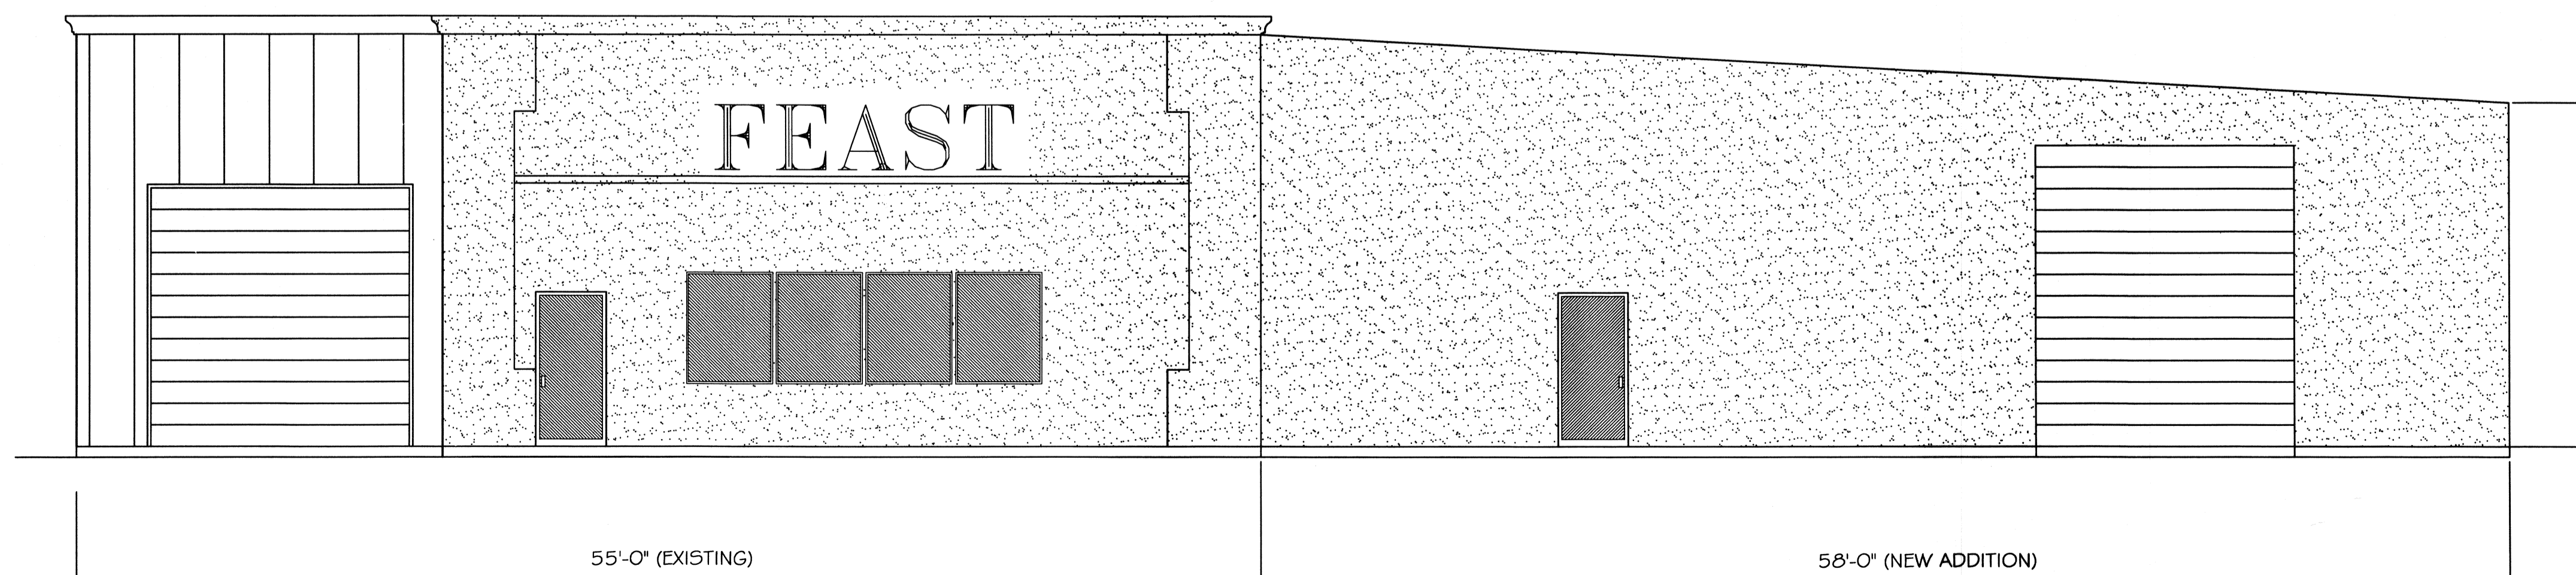 FEAST
55'-0" (EXISTING)
58'-0" (NEW ADDITION)